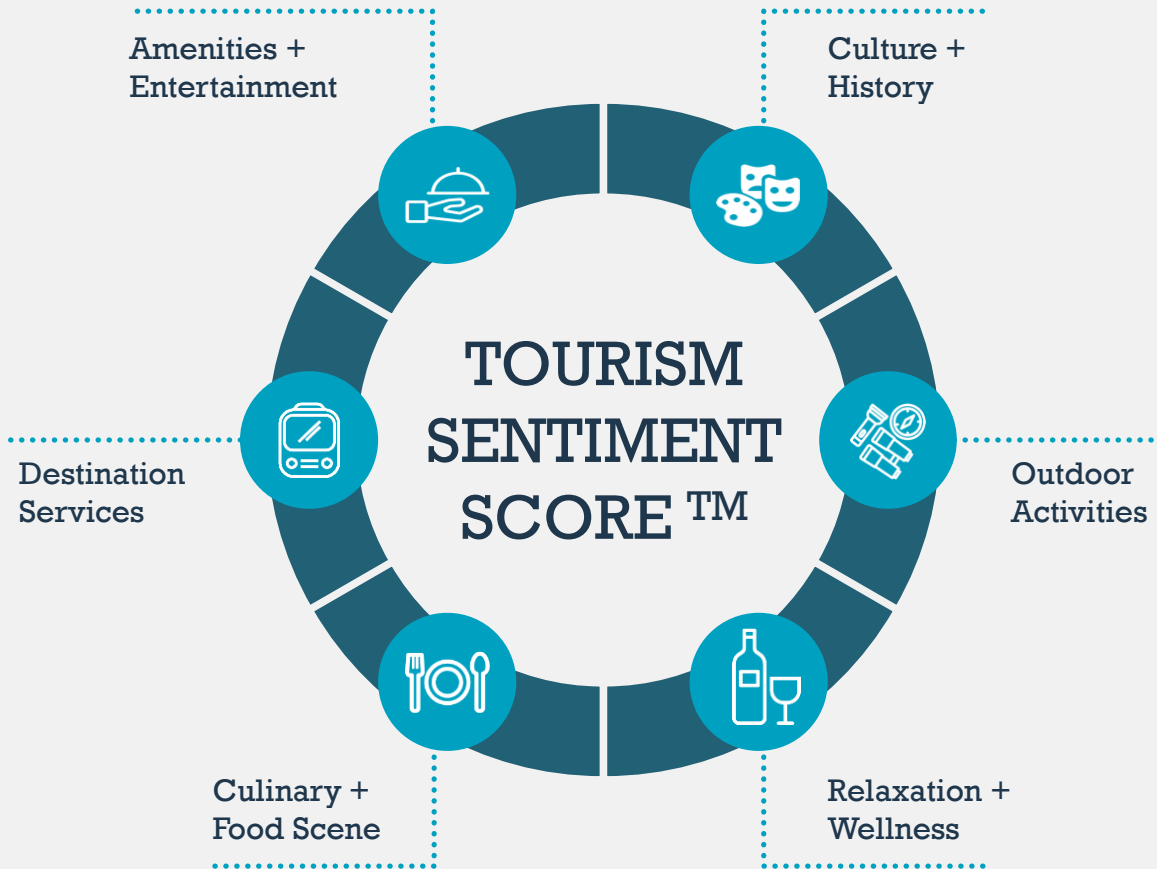 Amenities +
Entertainment
Culture +
History
TOURISM
SENTIMENT
SCORE ™
Destination
Services
Outdoor
Activities
Culinary +
Food Scene
Relaxation +
Wellness